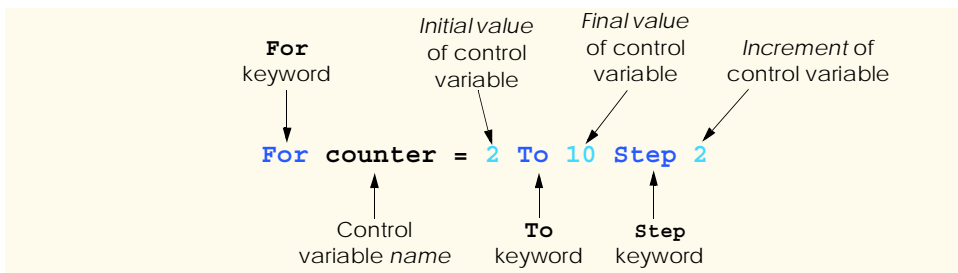 For
keyword
Initial value
of control
variable
Final value
of control
variable
Increment of
control variable
For counter = 2 To 10 Step 2
Control
variable name
To
keyword
Step
keyword